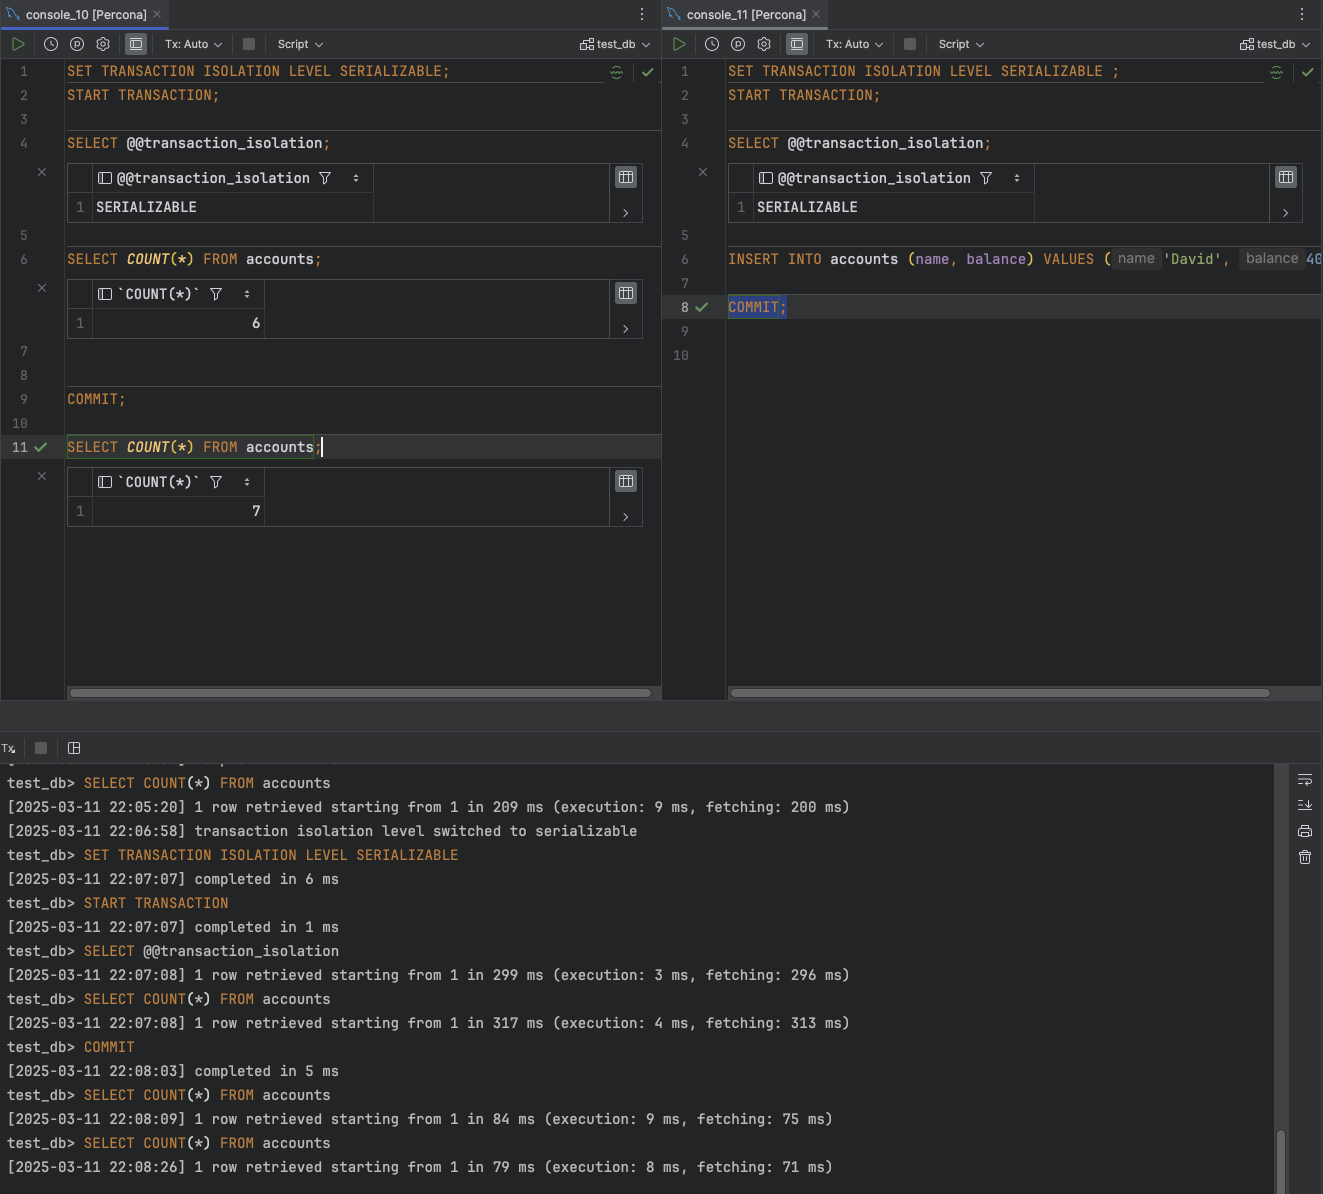 console_10 [Percona]
Tx: Auto
Script
test_db
1 SET TRANSACTION ISOLATION LEVEL SERIALIZABLE;
2 START TRANSACTION;
3
4 SELECT @@transaction_isolation;
@@transaction_isolation
1 SERIALIZABLE
5
6 SELECT COUNT(*) FROM accounts;
`COUNT(*)`
1 6
7
8
9 COMMIT;
10
11 SELECT COUNT(*) FROM accounts;
`COUNT(*)`
1 7
console_11 [Percona]
Tx: Auto
Script
test_db
1 SET TRANSACTION ISOLATION LEVEL SERIALIZABLE ;
2 START TRANSACTION;
3
4 SELECT @@transaction_isolation;
@@transaction_isolation
1 SERIALIZABLE
5
6 INSERT INTO accounts (name, balance) VALUES ( name 'David', balance 40
7
8 COMMIT;
9
10
Tx
test_db> SELECT COUNT(*) FROM accounts
[2025-03-11 22:05:20] 1 row retrieved starting from 1 in 209 ms (execution: 9 ms, fetching: 200 ms)
[2025-03-11 22:06:58] transaction isolation level switched to serializable
test_db> SET TRANSACTION ISOLATION LEVEL SERIALIZABLE
[2025-03-11 22:07:07] completed in 6 ms
test_db> START TRANSACTION
[2025-03-11 22:07:07] completed in 1 ms
test_db> SELECT @@transaction_isolation
[2025-03-11 22:07:08] 1 row retrieved starting from 1 in 299 ms (execution: 3 ms, fetching: 296 ms)
test_db> SELECT COUNT(*) FROM accounts
[2025-03-11 22:07:08] 1 row retrieved starting from 1 in 317 ms (execution: 4 ms, fetching: 313 ms)
test_db> COMMIT
[2025-03-11 22:08:03] completed in 5 ms
test_db> SELECT COUNT(*) FROM accounts
[2025-03-11 22:08:09] 1 row retrieved starting from 1 in 84 ms (execution: 9 ms, fetching: 75 ms)
test_db> SELECT COUNT(*) FROM accounts
[2025-03-11 22:08:26] 1 row retrieved starting from 1 in 79 ms (execution: 8 ms, fetching: 71 ms)